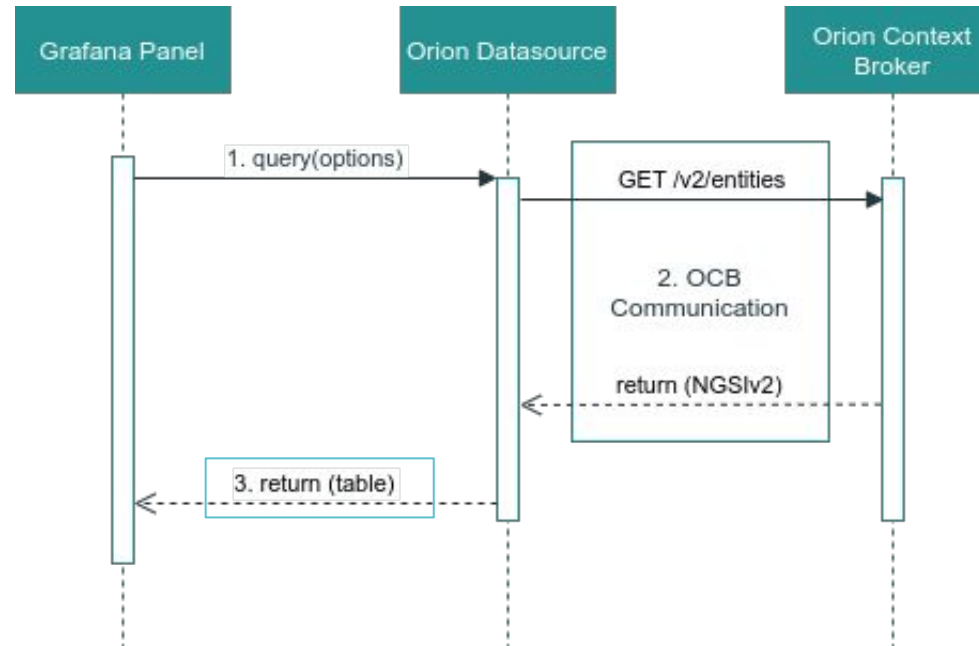 Grafana Panel
Orion Datasource
Orion Context
Broker
1. query(options)
GET /v2/entities
2. OCB
Communication
return (NGSIv2)
3. return (table)